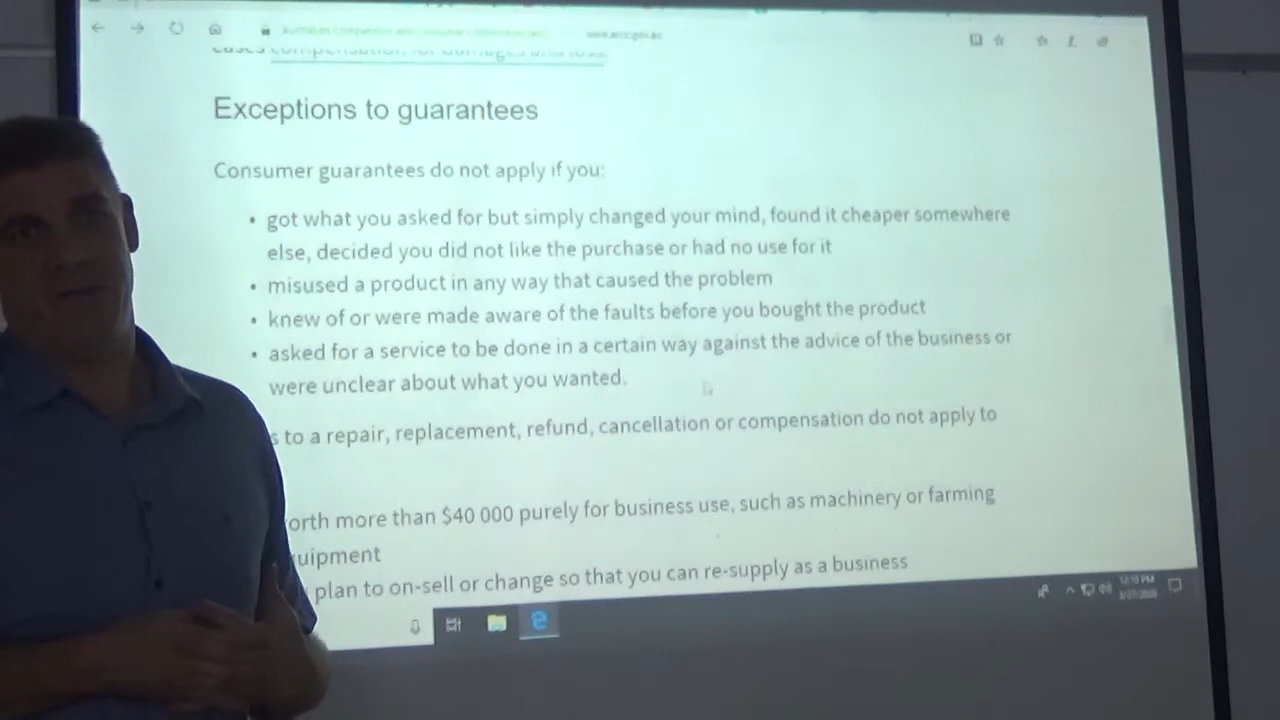 www.accc.gov.au
Exceptions to guarantees
Consumer guarantees do not apply if you:
• got what you asked for but simply changed your mind, found it cheaper somewhere
else, decided you did not like the purchase or had no use for it
• misused a product in any way that caused the problem
• knew of or were made aware of the faults before you bought the product
• asked for a service to be done in a certain way against the advice of the business or
were unclear about what you wanted.
s to a repair, replacement, refund, cancellation or compensation do not apply to
orth more than $40 000 purely for business use, such as machinery or farming
uipment
plan to on-sell or change so that you can re-supply as a business